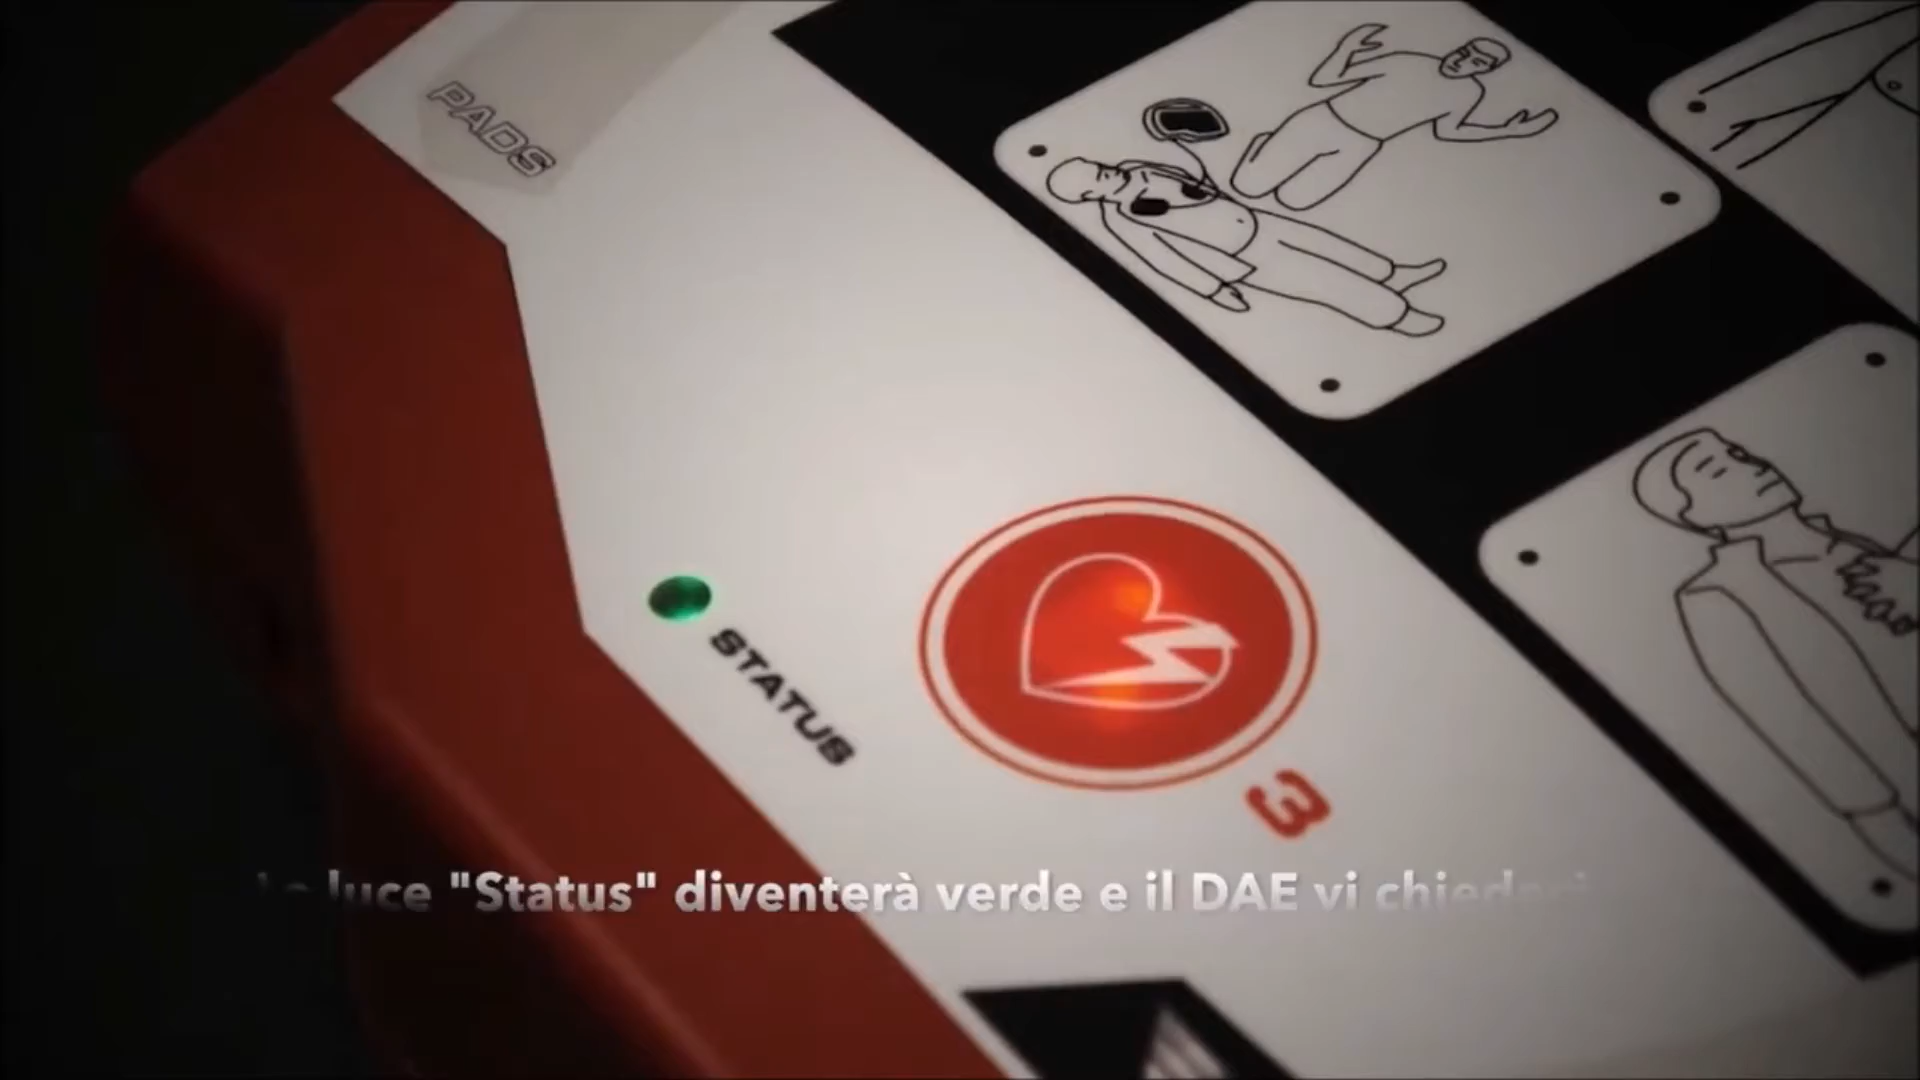 PADS
STATUS
3
luce "Status" diventerà verde e il DAE vi